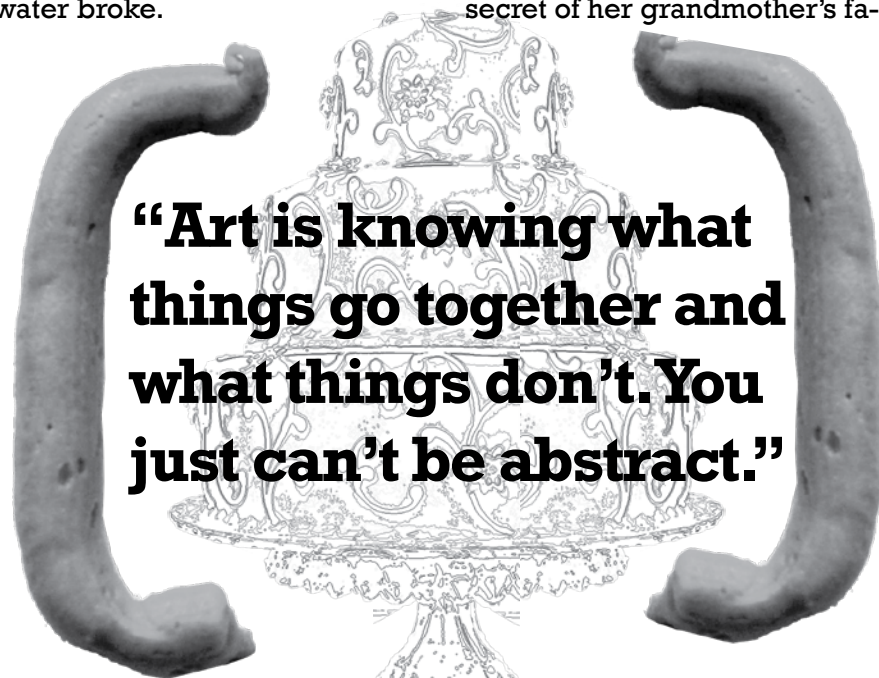 water broke.
secret of her grandmother’s fa-
“Art is knowing what
things go together and
what things don’t. You
just can’t be abstract.”